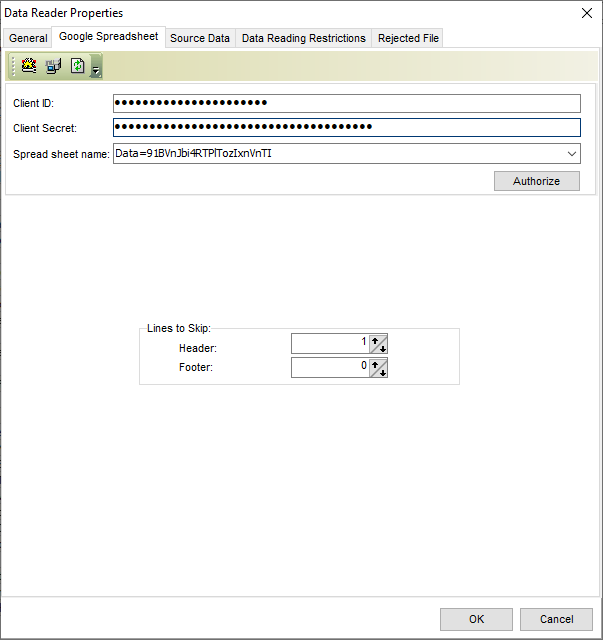 Data Reader Properties
General Google Spreadsheet Source Data Data Reading Restrictions Rejected File
Client ID: ●●●●●●●●●●●●●●●●●●●●●●
Client Secret: ●●●●●●●●●●●●●●●●●●●●●●●●●●●●●●●●●●●●●
Spread sheet name: Data=91BVnJbi4RTPlTozIxnVnTI
Authorize
Lines to Skip:
Header: 1
Footer: 0
OK Cancel